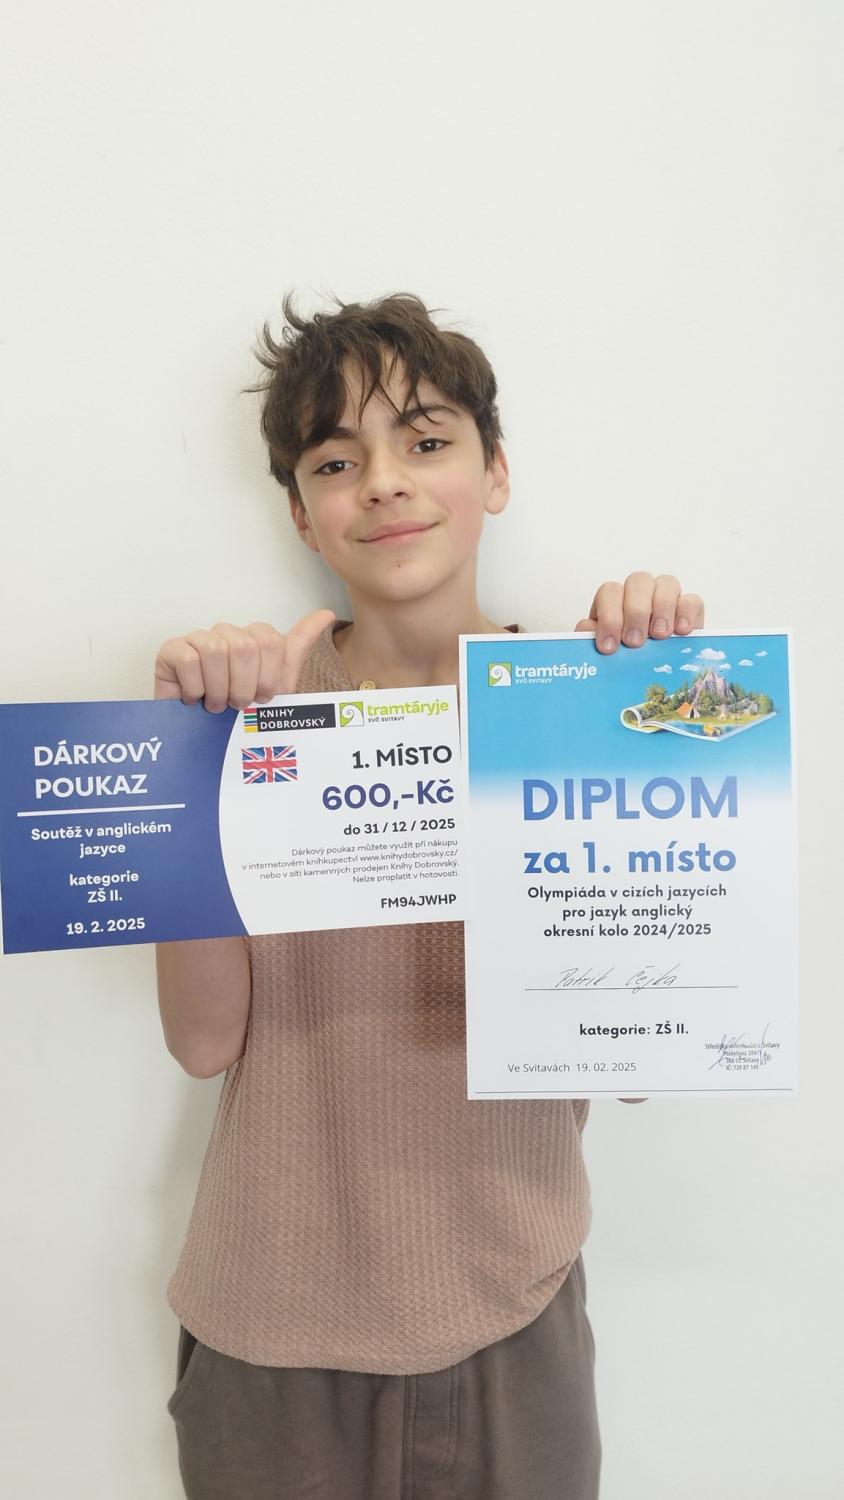 DÁRKOVÝ
POUKAZ
Soutěž v anglickém
jazyce
kategorie
ZŠ II.
19. 2. 2025
KNIHY
DOBROVSKÝ
tramtáryje
SVČ SVITAVY
1. MÍSTO
600,-Kč
do 31 / 12 / 2025
Dárkový poukaz můžete využít při nákupu
v internetovém knihkupectví www.knihydobrovsky.cz/
nebo v síti kamenných prodejen Knihy Dobrovský.
Nelze proplatit v hotovosti.
FM94JWHP
tramtáryje
SVČ SVITAVY
DIPLOM
za 1. místo
Olympiáda v cizích jazycích
pro jazyk anglický
okresní kolo 2024/2025
Patrik Čejka
kategorie: ZŠ II.
Ve Svitavách 19. 02. 2025